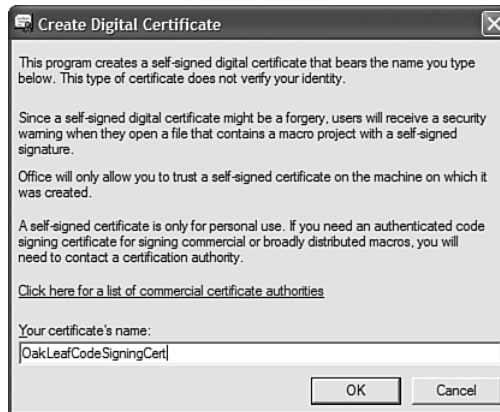 Create Digital Certificate
This program creates a self-signed digital certificate that bears the name you type
below. This type of certificate does not verify your identity.
Since a self-signed digital certificate might be a forgery, users will receive a security
warning when they open a file that contains a macro project with a self-signed
signature.
Office will only allow you to trust a self-signed certificate on the machine on which it
was created.
A self-signed certificate is only for personal use. If you need an authenticated code
signing certificate for signing commercial or broadly distributed macros, you will
need to contact a certification authority.
Click here for a list of commercial certificate authorities
Your certificate's name:
OakLeafCodeSigningCert
OK Cancel